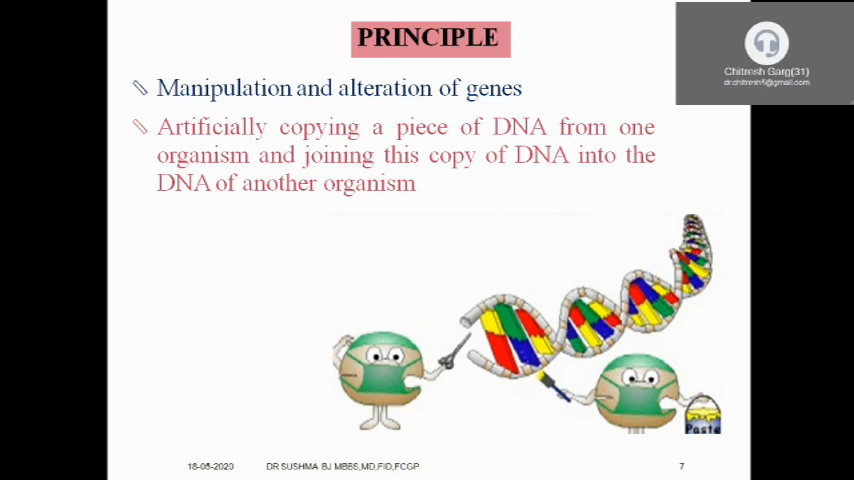 PRINCIPLE
Chitresh Garg(31)
dr.chitresh5@gmail.com
Manipulation and alteration of genes
Artificially copying a piece of DNA from one
organism and joining this copy of DNA into the
DNA of another organism
Paste
18-05-2020 DR SUSHMA BJ MBBS,MD,FID,FCGP 7